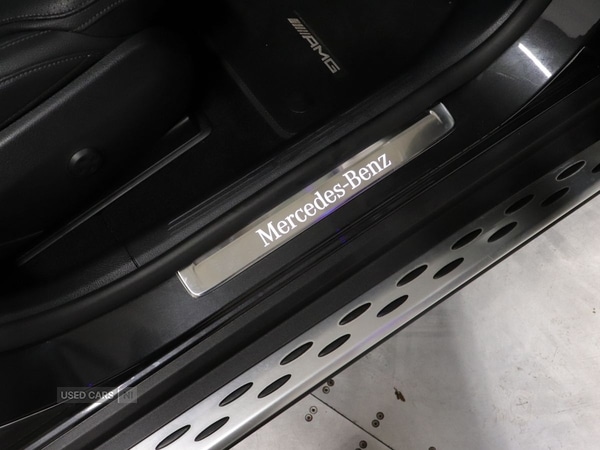 AMG
Mercedes-Benz
USED CARS NI